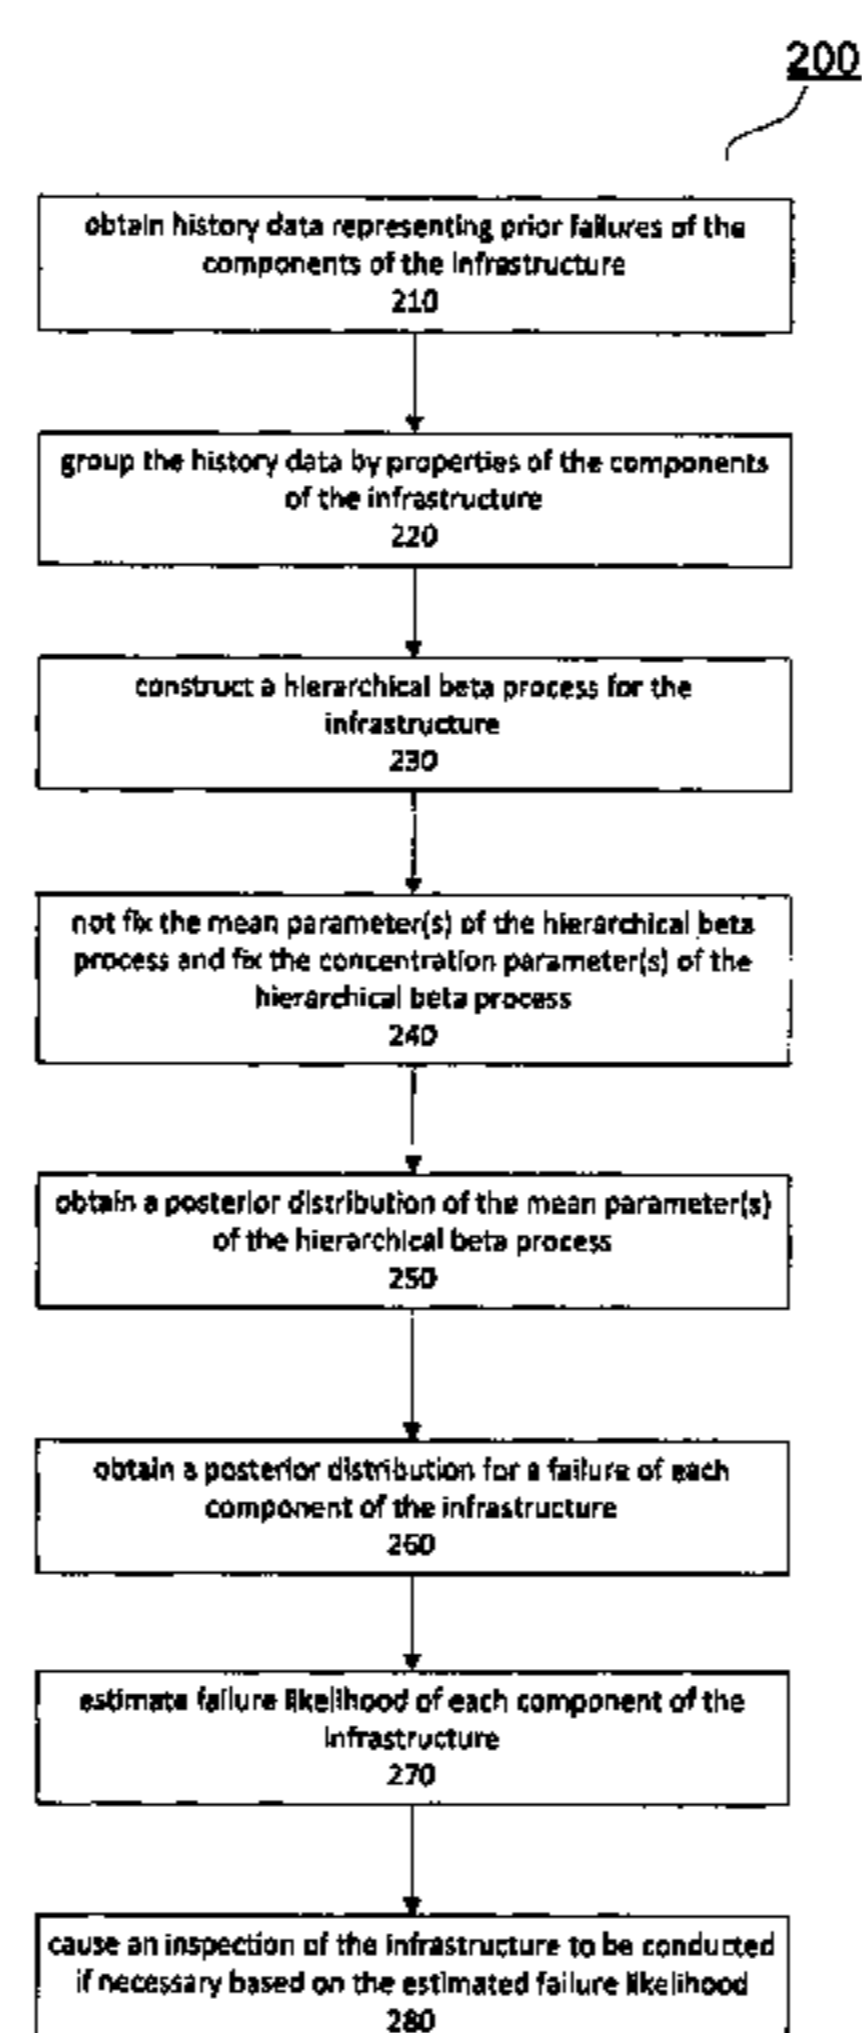 200
obtain history data representing prior failures of the
components of the infrastructure
210
group the history data by properties of the components
of the infrastructure
220
construct a hierarchical beta process for the
infrastructure
230
not fix the mean parameter(s) of the hierarchical beta
process and fix the concentration parameter(s) of the
hierarchical beta process
240
obtain a posterior distribution of the mean parameter(s)
of the hierarchical beta process
250
obtain a posterior distribution for a failure of each
component of the infrastructure
260
estimate failure likelihood of each component of the
infrastructure
270
cause an inspection of the infrastructure to be conducted
if necessary based on the estimated failure likelihood
280